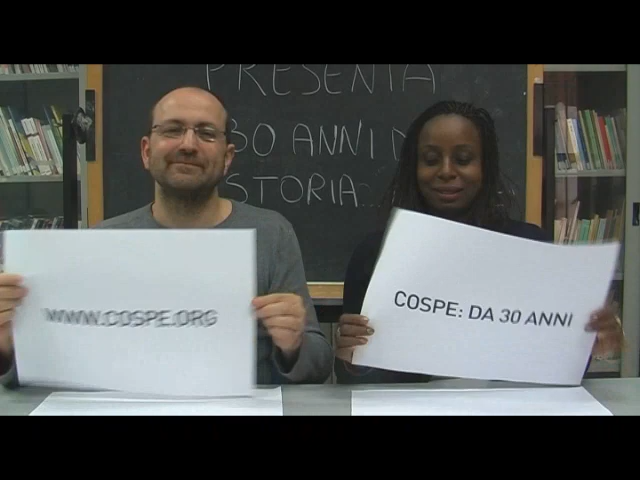 PRESENTA
30 ANNI D
STORIA
WWW.COSPE.ORG
COSPE: DA 30 ANNI